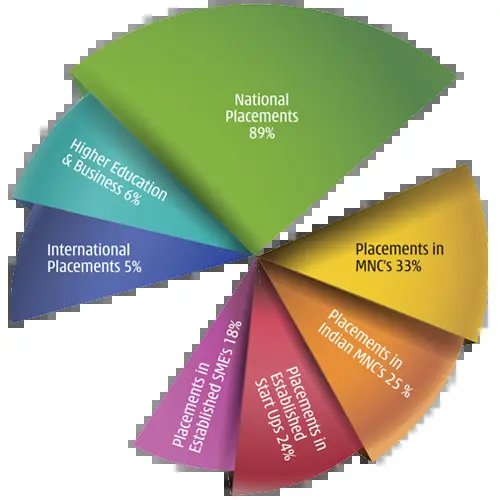 National
Placements
89%
Higher Education
& Business 6%
International
Placements 5%
Placements in
MNC's 33%
Placements in
Indian MNC's 25 %
Placements in
Established
Start Ups 24%
Placements in
Established SME's 18%